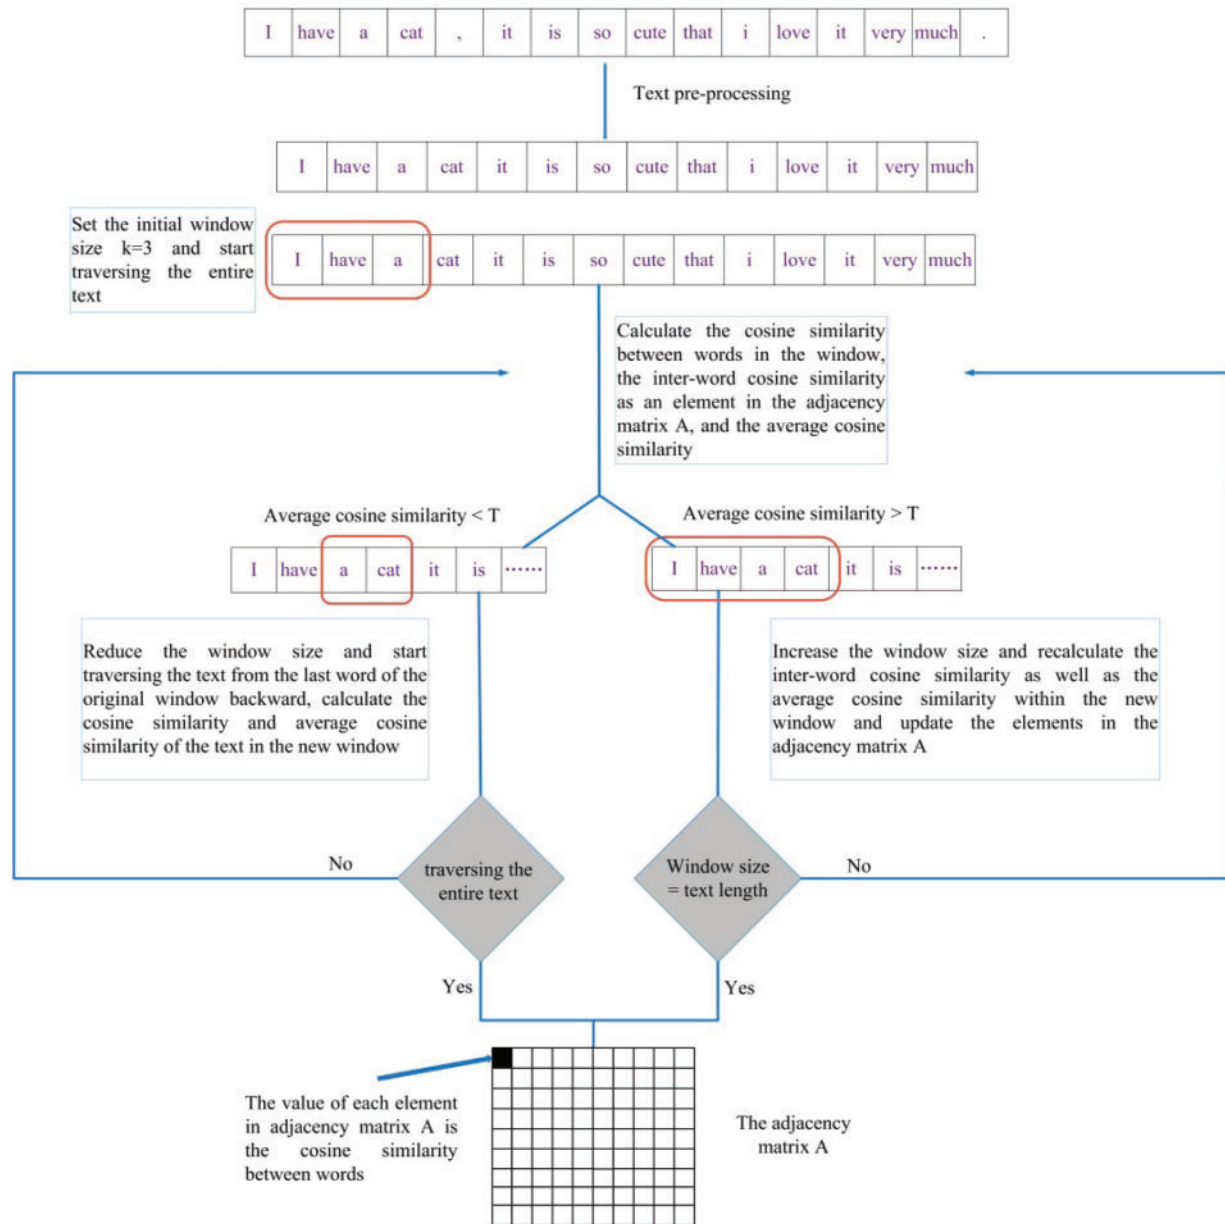 I have a cat , it is so cute that i love it very much .
Text pre-processing
I have a cat it is so cute that i love it very much
Set the initial window
size k=3 and start
traversing the entire
text
I have a cat it is so cute that i love it very much
Calculate the cosine similarity
between words in the window,
the inter-word cosine similarity
as an element in the adjacency
matrix A, and the average cosine
similarity
Average cosine similarity < T
Average cosine similarity > T
I have a cat it is ······
I have a cat it is ······
Reduce the window size and start
traversing the text from the last word of the
original window backward, calculate the
cosine similarity and average cosine
similarity of the text in the new window
Increase the window size and recalculate the
inter-word cosine similarity as well as the
average cosine similarity within the new
window and update the elements in the
adjacency matrix A
No
traversing the
entire text
Window size
= text length
No
Yes
Yes
The value of each element
in adjacency matrix A is
the cosine similarity
between words
The adjacency
matrix A